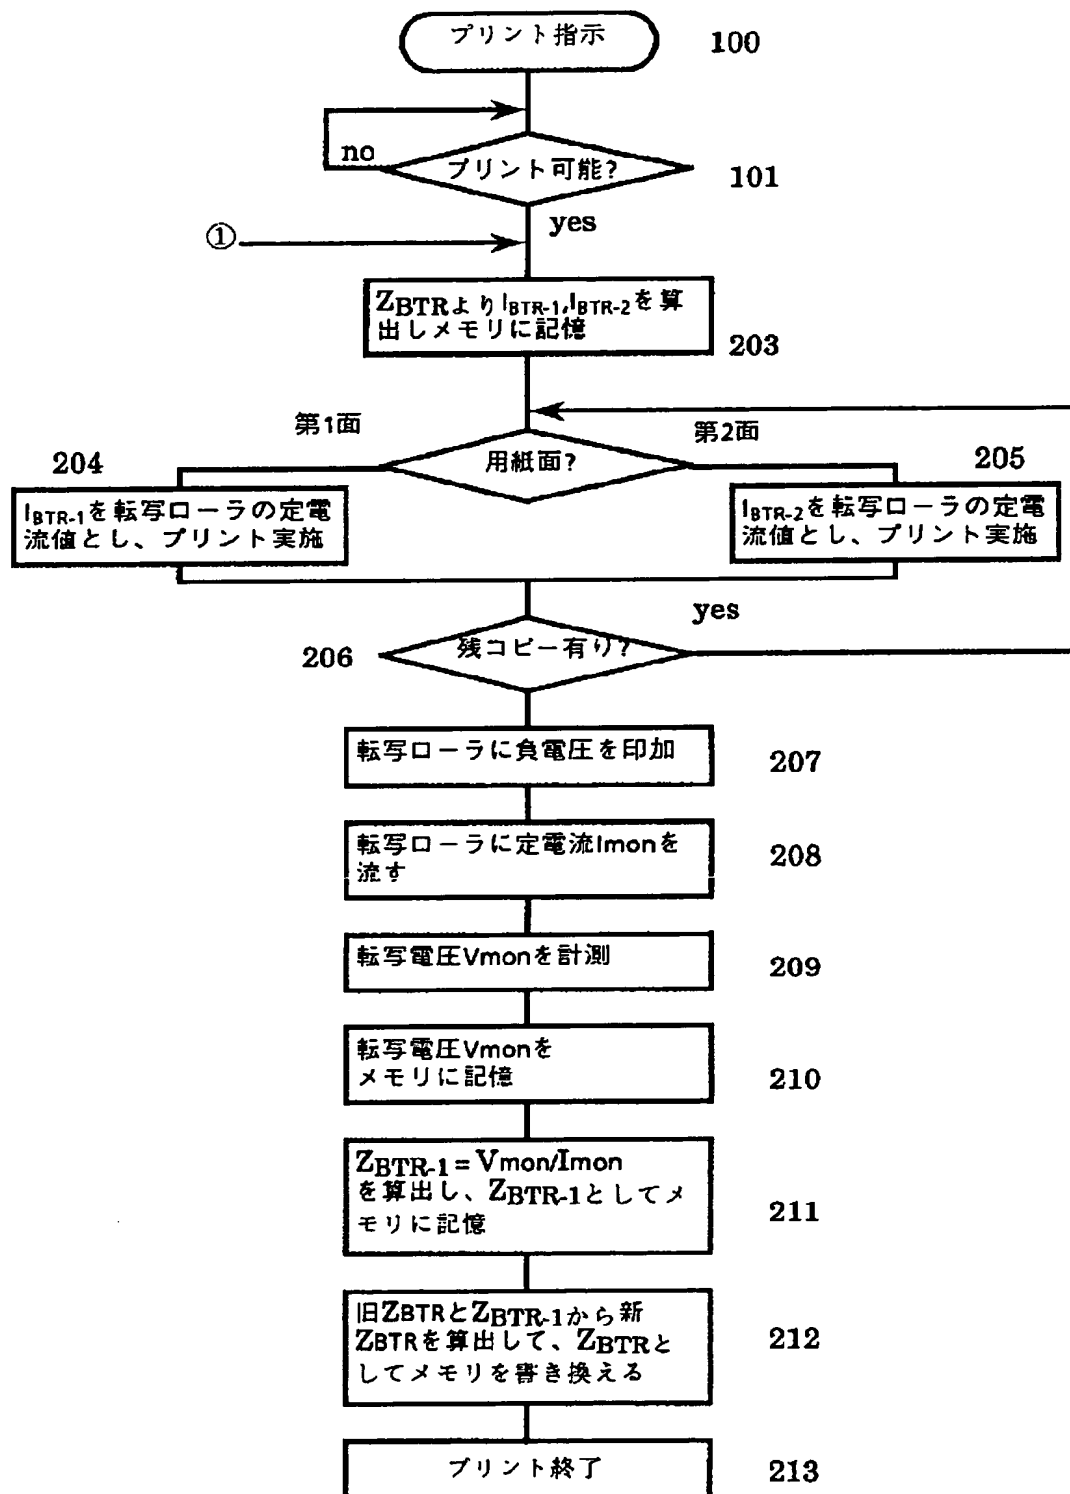 プリント指示
100
no
プリント可能?
101
yes
①
ZBTRよりIBTR-1,IBTR-2を算
出しメモリに記憶
203
第1面
第2面
用紙面?
204
205
IBTR-1を転写ローラの定電
流値とし、プリント実施
IBTR-2を転写ローラの定電
流値とし、プリント実施
yes
残コピー有り?
206
転写ローラに負電圧を印加
207
転写ローラに定電流Imonを
流す
208
転写電圧Vmonを計測
209
転写電圧Vmonを
メモリに記憶
210
ZBTR-1=Vmon/Imon
を算出し、ZBTR-1としてメ
モリに記憶
211
旧ZBTRとZBTR-1から新
ZBTRを算出して、ZBTRと
してメモリを書き換える
212
プリント終了
213